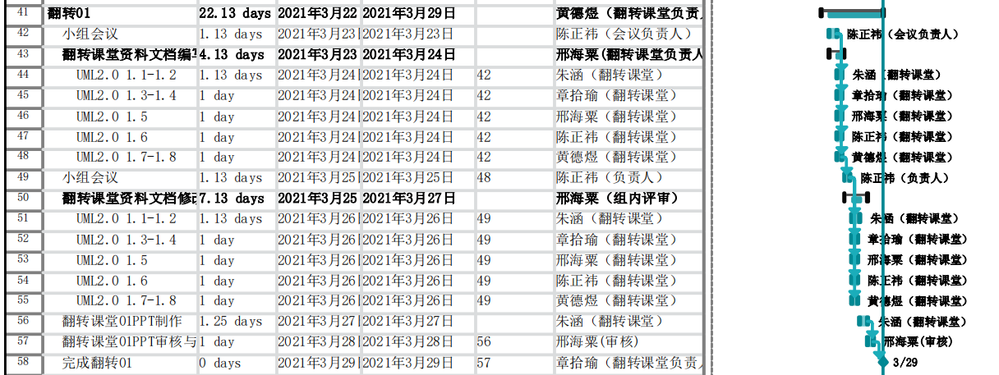 41 翻转01 22.13 days 2021年3月22 2021年3月29日 黄德煜（翻转课堂负责
42 小组会议 1.13 days 2021年3月23 2021年3月23日 陈正祎（会议负责人） 陈正祎（会议负责人）
43 翻转课堂资料文档编 4.13 days 2021年3月23 2021年3月24日 邢海粟(翻转课堂负责人
44 UML2.0 1.1-1.2 1.13 days 2021年3月24 2021年3月24日 42 朱涵（翻转课堂） 朱涵（翻转课堂）
45 UML2.0 1.3-1.4 1 day 2021年3月24 2021年3月24日 42 章拾瑜（翻转课堂） 章拾瑜（翻转课堂）
46 UML2.0 1.5 1 day 2021年3月24 2021年3月24日 42 邢海粟（翻转课堂） 邢海粟（翻转课堂）
47 UML2.0 1.6 1 day 2021年3月24 2021年3月24日 42 陈正祎（翻转课堂） 陈正祎（翻转课堂）
48 UML2.0 1.7-1.8 1 day 2021年3月24 2021年3月24日 42 黄德煜（翻转课堂） 黄德煜（翻转课堂）
49 小组会议 1.13 days 2021年3月25 2021年3月25日 48 陈正祎（负责人） 陈正祎（负责人）
50 翻转课堂资料文档修改 7.13 days 2021年3月25 2021年3月27日 邢海粟（组内评审）
51 UML2.0 1.1-1.2 1.13 days 2021年3月26 2021年3月26日 49 朱涵（翻转课堂） 朱涵（翻转课堂）
52 UML2.0 1.3-1.4 1 day 2021年3月26 2021年3月26日 49 章拾瑜（翻转课堂） 章拾瑜（翻转课堂）
53 UML2.0 1.5 1 day 2021年3月26 2021年3月26日 49 邢海粟（翻转课堂） 邢海粟（翻转课堂）
54 UML2.0 1.6 1 day 2021年3月26 2021年3月26日 49 陈正祎（翻转课堂） 陈正祎（翻转课堂）
55 UML2.0 1.7-1.8 1 day 2021年3月26 2021年3月26日 49 黄德煜（翻转课堂） 黄德煜（翻转课堂）
56 翻转课堂01PPT制作 1.25 days 2021年3月27 2021年3月27日 朱涵（翻转课堂） 朱涵（翻转课堂）
57 翻转课堂01PPT审核与 1 day 2021年3月28 2021年3月28日 56 邢海粟(审核) 邢海粟(审核)
58 完成翻转01 0 days 2021年3月29 2021年3月29日 57 章拾瑜（翻转课堂负责 3/29